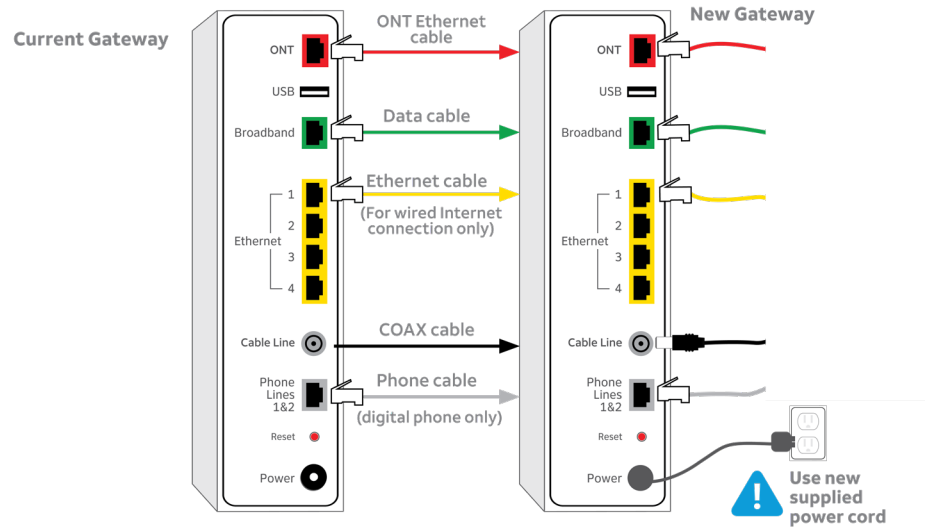 Current Gateway
ONT
USB
Broadband
1
2
Ethernet
3
4
Cable Line
Phone
Lines
1&2
Reset
Power
ONT Ethernet
cable
Data cable
Ethernet cable
(For wired Internet
connection only)
COAX cable
Phone cable
(digital phone only)
New Gateway
ONT
USB
Broadband
1
2
Ethernet
3
4
Cable Line
Phone
Lines
1&2
Reset
Power
!
Use new
supplied
power cord